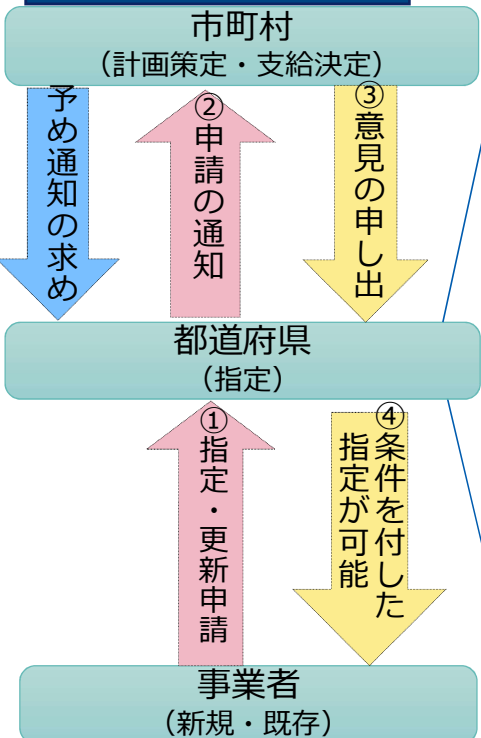 市町村
（計画策定・支給決定）
予め通知の求め
②申請の通知
③意見の申し出
都道府県
（指定）
①指定・更新申請
④条件を付した
指定が可能
事業者
（新規・既存）